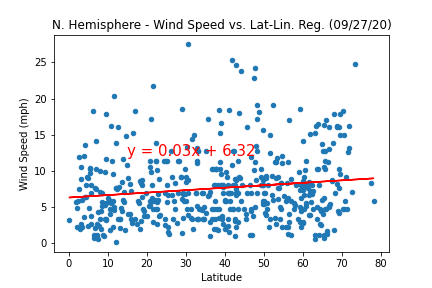 N. Hemisphere - Wind Speed vs. Lat-Lin. Reg. (09/27/20)
Wind Speed (mph)
25
20
15
10
5
0
y = 0.03x + 6.32
0 10 20 30 40 50 60 70 80
Latitude